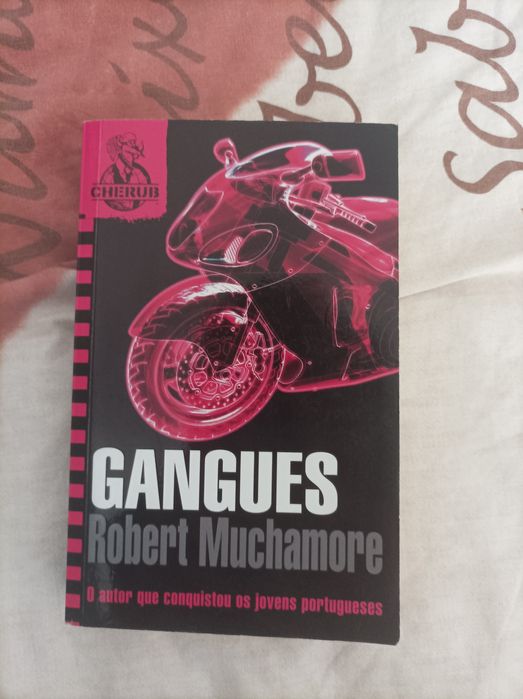 CHERUB
GANGUES
Robert Muchamore
O autor que conquistou os jovens portugueses